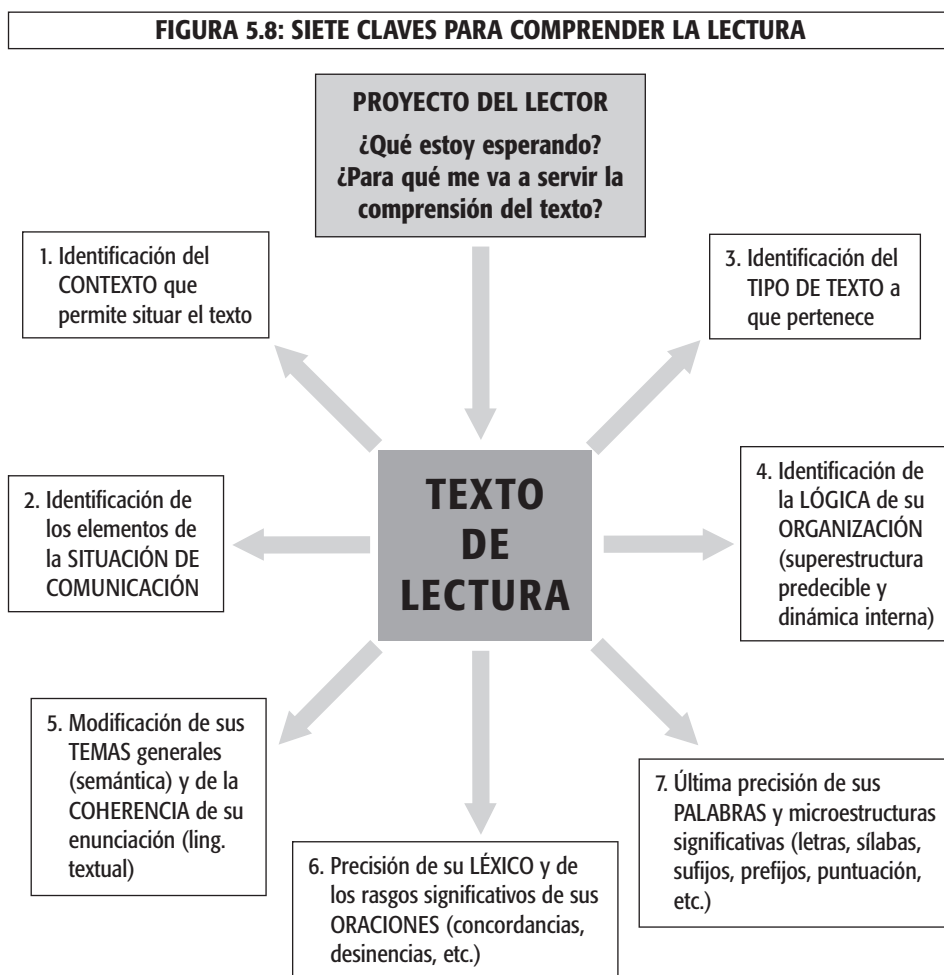 FIGURA 5.8: SIETE CLAVES PARA COMPRENDER LA LECTURA
PROYECTO DEL LECTOR
¿Qué estoy esperando?
¿Para qué me va a servir la
comprensión del texto?
1. Identificación del
CONTEXTO que
permite situar el texto
3. Identificación del
TIPO DE TEXTO a
que pertenece
2. Identificación de
los elementos de
la SITUACIÓN DE
COMUNICACIÓN
TEXTO
DE
LECTURA
4. Identificación de
la LÓGICA de su
ORGANIZACIÓN
(superestructura
predecible y
dinámica interna)
5. Modificación de sus
TEMAS generales
(semántica) y de la
COHERENCIA de su
enunciación (ling.
textual)
6. Precisión de su LÉXICO y de
los rasgos significativos de sus
ORACIONES (concordancias,
desinencias, etc.)
7. Última precisión de sus
PALABRAS y microestructuras
significativas (letras, sílabas,
sufijos, prefijos, puntuación,
etc.)